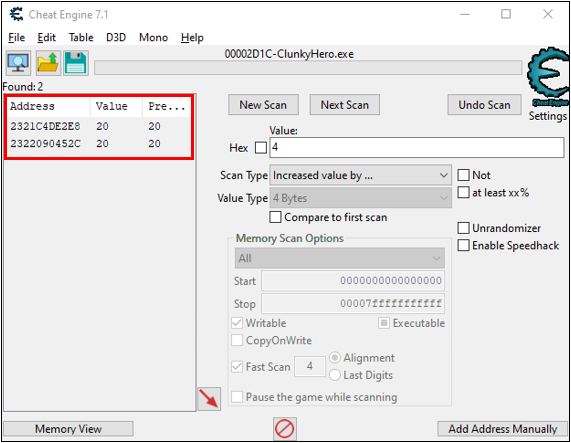 Cheat Engine 7.1
File Edit Table D3D Mono Help
00002D1C-ClunkyHero.exe
Found: 2
Address Value Pre...
2321C4DE2E8 20 20
2322090452C 20 20
New Scan Next Scan Undo Scan
Cheat Engine
Settings
Value:
Hex 4
Scan Type Increased value by ... Not
Value Type 4 Bytes at least xx%
Compare to first scan
Memory Scan Options
Unrandomizer
All
Enable Speedhack
Start 0000000000000000
Stop 00007fffffffffff
Writable Executable
CopyOnWrite
Fast Scan 4 Alignment
Last Digits
Pause the game while scanning
Memory View Add Address Manually